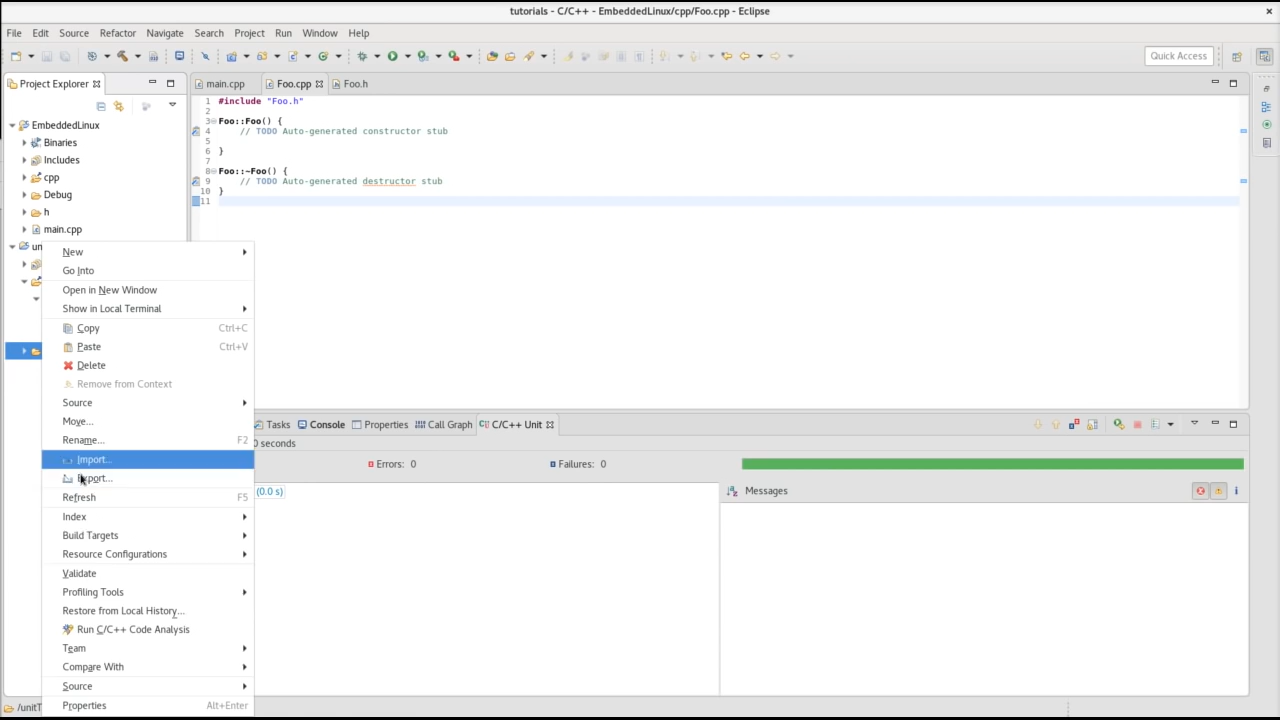 tutorials - C/C++ - EmbeddedLinux/cpp/Foo.cpp - Eclipse
File Edit Source Refactor Navigate Search Project Run Window Help
Quick Access
Project Explorer
main.cpp Foo.cpp Foo.h
EmbeddedLinux
Binaries
Includes
cpp
Debug
h
main.cpp
1 #include "Foo.h"
2
3 Foo::Foo() {
4 // TODO Auto-generated constructor stub
5
6 }
7
8 Foo::~Foo() {
9 // TODO Auto-generated destructor stub
10 }
11
New
Go Into
Open in New Window
Show in Local Terminal
Copy Ctrl+C
Paste Ctrl+V
Delete
Remove from Context
Source
Move...
Rename... F2
Import...
Export...
Refresh F5
Index
Build Targets
Resource Configurations
Validate
Profiling Tools
Restore from Local History...
Run C/C++ Code Analysis
Team
Compare With
Source
Properties Alt+Enter
Tasks Console Properties Call Graph C/C++ Unit
0 seconds
Errors: 0 Failures: 0
(0.0 s)
Messages